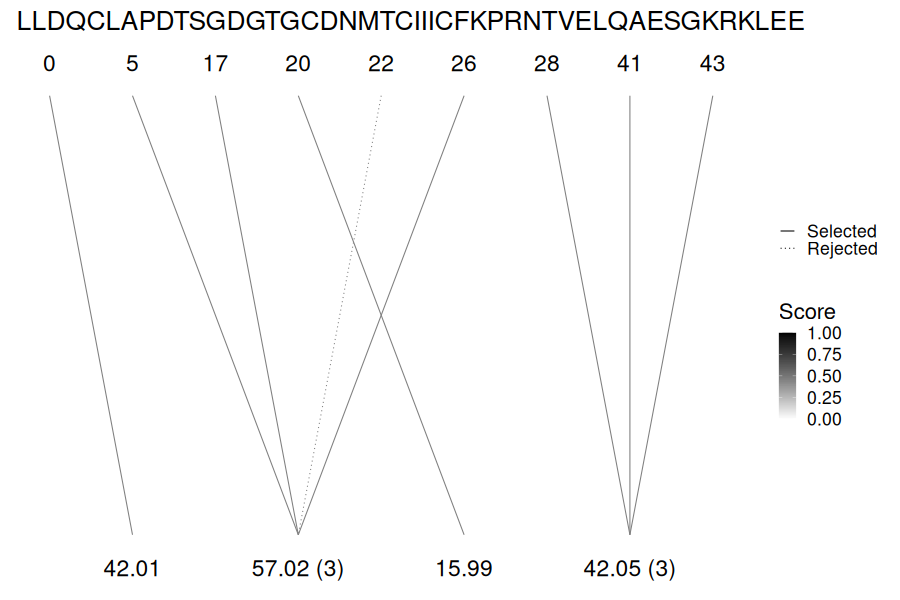 LLDQCLAPDTSGDGTGCDNMTCIIICFKPRNTVELQAESGKRKLEE
0 5 17 20 22 26 28 41 43
Selected
Rejected
Score
1.00
0.75
0.50
0.25
0.00
42.01 57.02 (3) 15.99 42.05 (3)